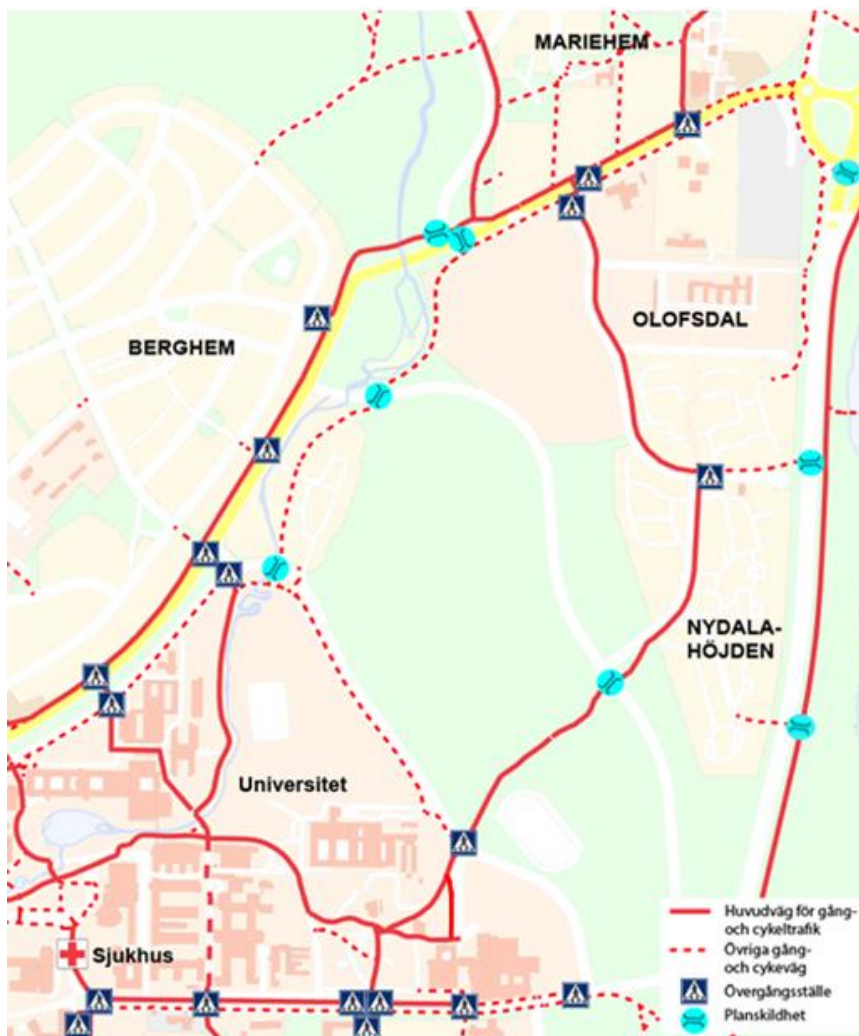 MARIEHEM
OLOFSDAL
BERGHEM
NYDALA-
HÖJDEN
Universitet
Sjukhus
Huvudväg för gång-
och cykeltrafik
Övriga gång-
och cykeväg
Övergångsställe
Planskildhet